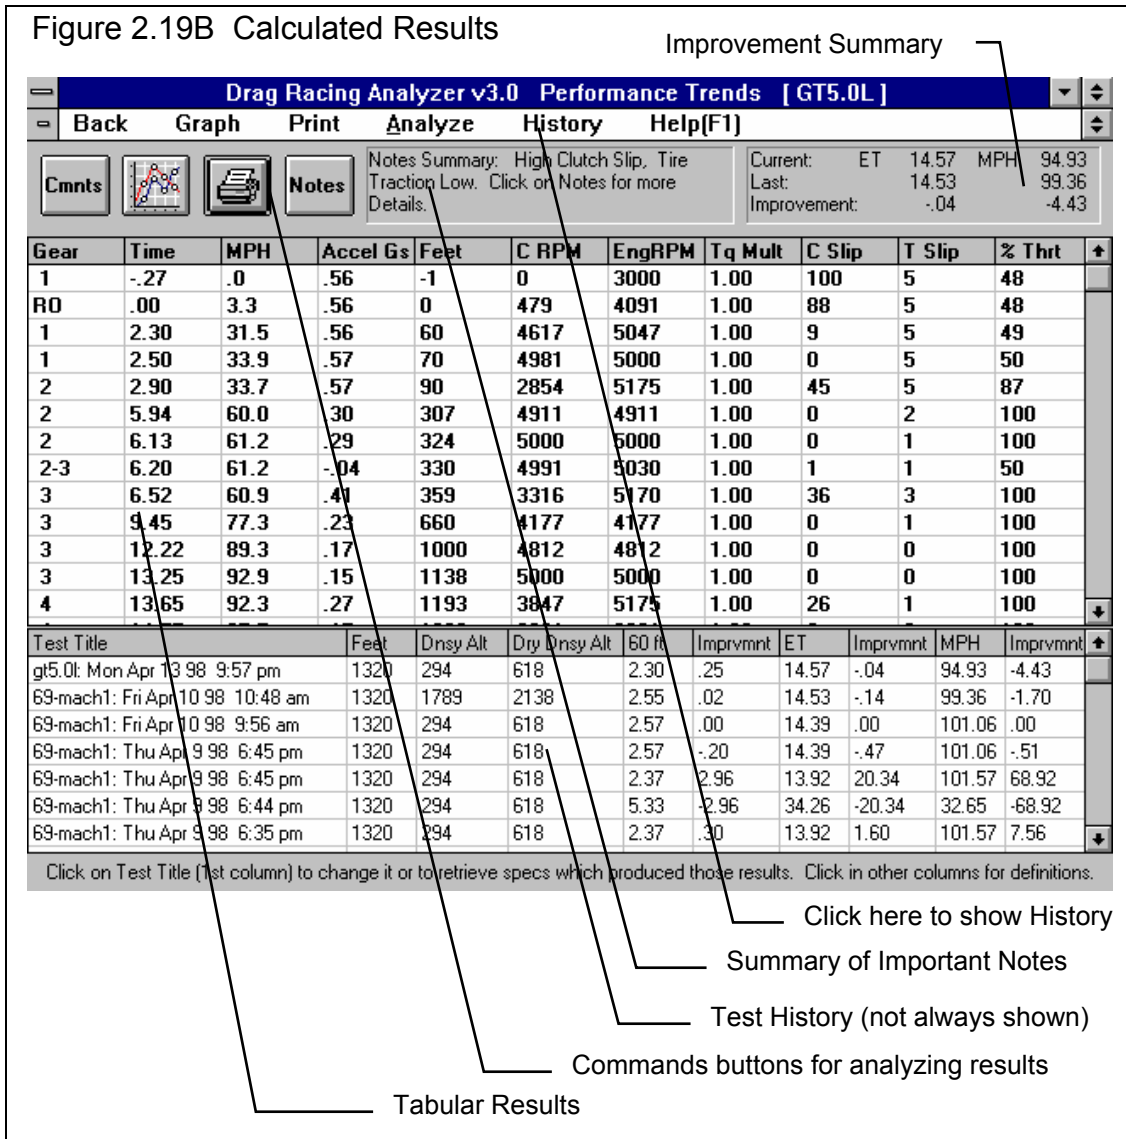 Figure 2.19B  Calculated Results
Improvement Summary
Drag Racing Analyzer v3.0   Performance Trends   [ GT5.0L ]
Back   Graph   Print   Analyze   History   Help(F1)
Cmnts
Notes
Notes Summary:  High Clutch Slip,  Tire
Traction Low.  Click on Notes for more
Details.
Current:   ET   14.57   MPH   94.93
Last:   14.53   99.36
Improvement:   -.04   -4.43
Gear   Time   MPH   Accel Gs   Feet   C RPM   EngRPM   Tq Mult   C Slip   T Slip   % Thrt
1   -.27   .0   .56   -1   0   3000   1.00   100   5   48
RO   .00   3.3   .56   0   479   4091   1.00   88   5   48
1   2.30   31.5   .56   60   4617   5047   1.00   9   5   49
1   2.50   33.9   .57   70   4981   5000   1.00   0   5   50
2   2.90   33.7   .57   90   2854   5175   1.00   45   5   87
2   5.94   60.0   .30   307   4911   4911   1.00   0   2   100
2   6.13   61.2   .29   324   5000   5000   1.00   0   1   100
2-3   6.20   61.2   -.04   330   4991   5030   1.00   1   1   50
3   6.52   60.9   .41   359   3316   5170   1.00   36   3   100
3   9.45   77.3   .23   660   4177   4177   1.00   0   1   100
3   12.22   89.3   .17   1000   4812   4812   1.00   0   0   100
3   13.25   92.9   .15   1138   5000   5000   1.00   0   0   100
4   13.65   92.3   .27   1193   3847   5175   1.00   26   1   100
Test Title   Feet   Dnsy Alt   Dry Dnsy Alt   60 ft   Imprvmnt   ET   Imprvmnt   MPH   Imprvmnt
gt5.0l: Mon Apr 13 98  9:57 pm   1320   294   618   2.30   .25   14.57   -.04   94.93   -4.43
69-mach1: Fri Apr 10 98  10:48 am   1320   1789   2138   2.55   .02   14.53   -.14   99.36   -1.70
69-mach1: Fri Apr 10 98  9:56 am   1320   294   618   2.57   .00   14.39   .00   101.06   .00
69-mach1: Thu Apr 9 98  6:45 pm   1320   294   618   2.57   -.20   14.39   -.47   101.06   -.51
69-mach1: Thu Apr 9 98  6:45 pm   1320   294   618   2.37   2.96   13.92   20.34   101.57   68.92
69-mach1: Thu Apr 9 98  6:44 pm   1320   294   618   5.33   -2.96   34.26   -20.34   32.65   -68.92
69-mach1: Thu Apr 9 98  6:35 pm   1320   294   618   2.37   .30   13.92   1.60   101.57   7.56
Click on Test Title (1st column) to change it or to retrieve specs which produced those results.  Click in other columns for definitions.
Click here to show History
Summary of Important Notes
Test History (not always shown)
Commands buttons for analyzing results
Tabular Results